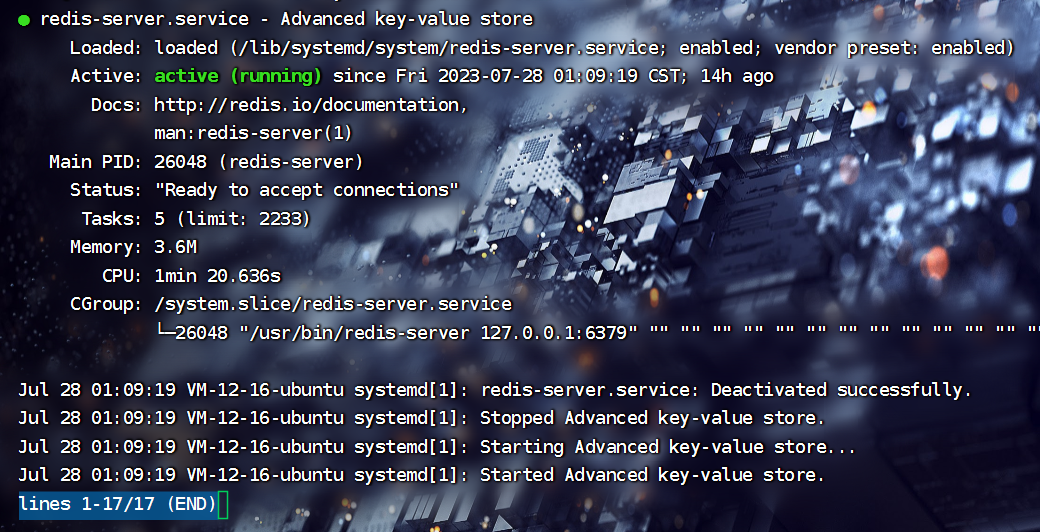 ● redis-server.service - Advanced key-value store
Loaded: loaded (/lib/systemd/system/redis-server.service; enabled; vendor preset: enabled)
Active: active (running) since Fri 2023-07-28 01:09:19 CST; 14h ago
Docs: http://redis.io/documentation,
man:redis-server(1)
Main PID: 26048 (redis-server)
Status: "Ready to accept connections"
Tasks: 5 (limit: 2233)
Memory: 3.6M
CPU: 1min 20.636s
CGroup: /system.slice/redis-server.service
└─26048 "/usr/bin/redis-server 127.0.0.1:6379" "" "" "" "" "" "" "" "" "" "" "" "" ""
Jul 28 01:09:19 VM-12-16-ubuntu systemd[1]: redis-server.service: Deactivated successfully.
Jul 28 01:09:19 VM-12-16-ubuntu systemd[1]: Stopped Advanced key-value store.
Jul 28 01:09:19 VM-12-16-ubuntu systemd[1]: Starting Advanced key-value store...
Jul 28 01:09:19 VM-12-16-ubuntu systemd[1]: Started Advanced key-value store.
lines 1-17/17 (END)